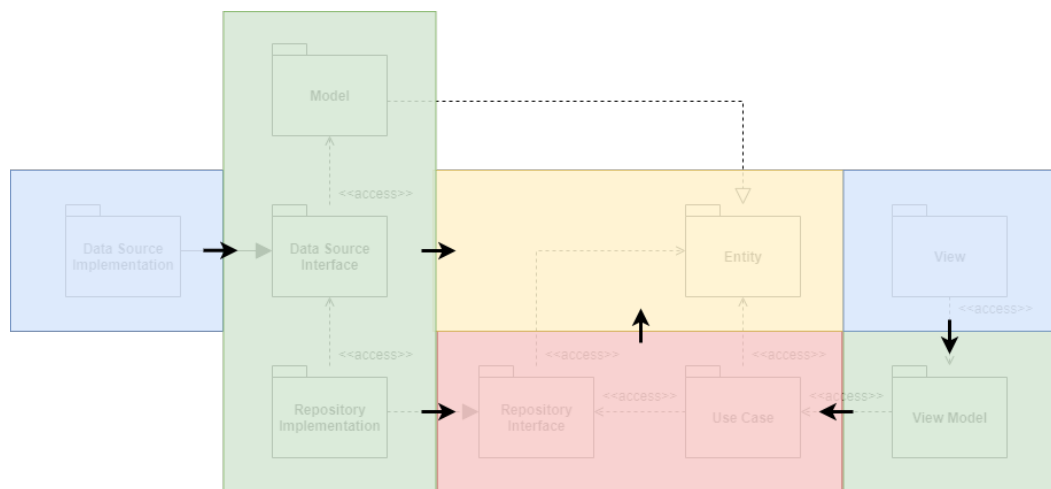 Model
<<access>>
Data Source
Implementation
Data Source
Interface
<<access>>
Entity
View
<<access>>
<<access>>
<<access>>
<<access>>
Repository
Implementation
Repository
Interface
<<access>>
Use Case
<<access>>
View Model